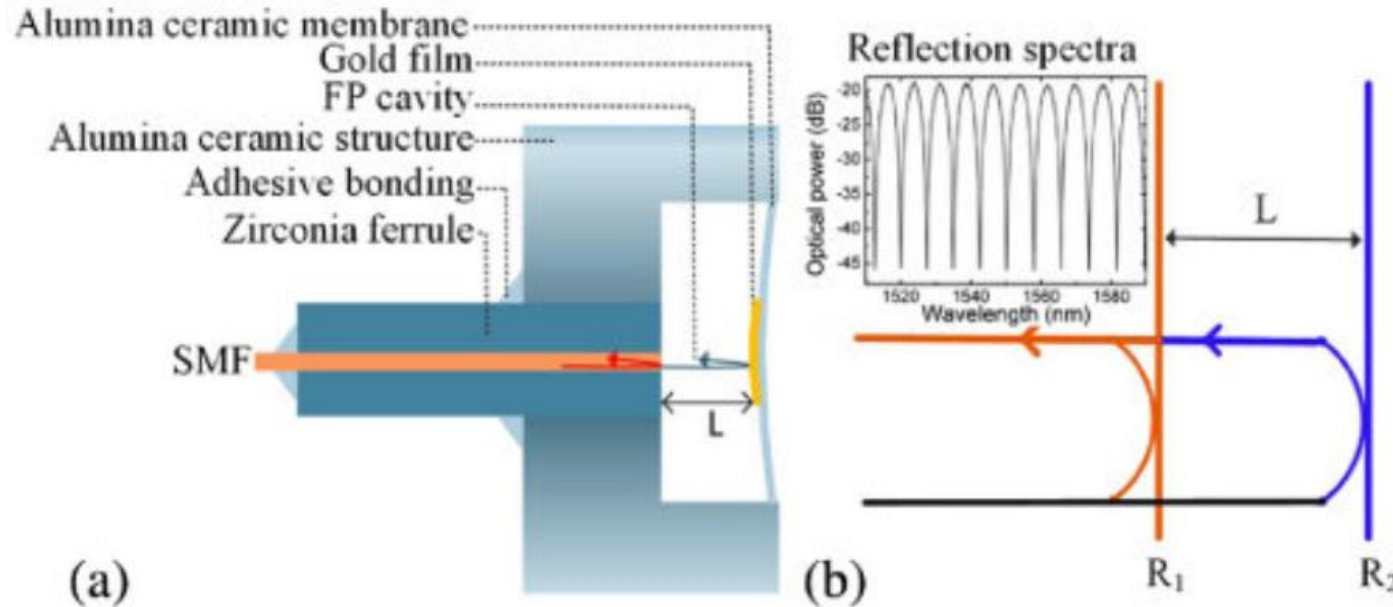 Alumina ceramic membrane
Gold film
FP cavity
Alumina ceramic structure
Adhesive bonding
Zirconia ferrule
SMF
L
(a)
Reflection spectra
Optical power (dB)
-20
-25
-30
-35
-40
-45
1520 1540 1560 1580
Wavelength (nm)
L
R₁ R₂
(b)